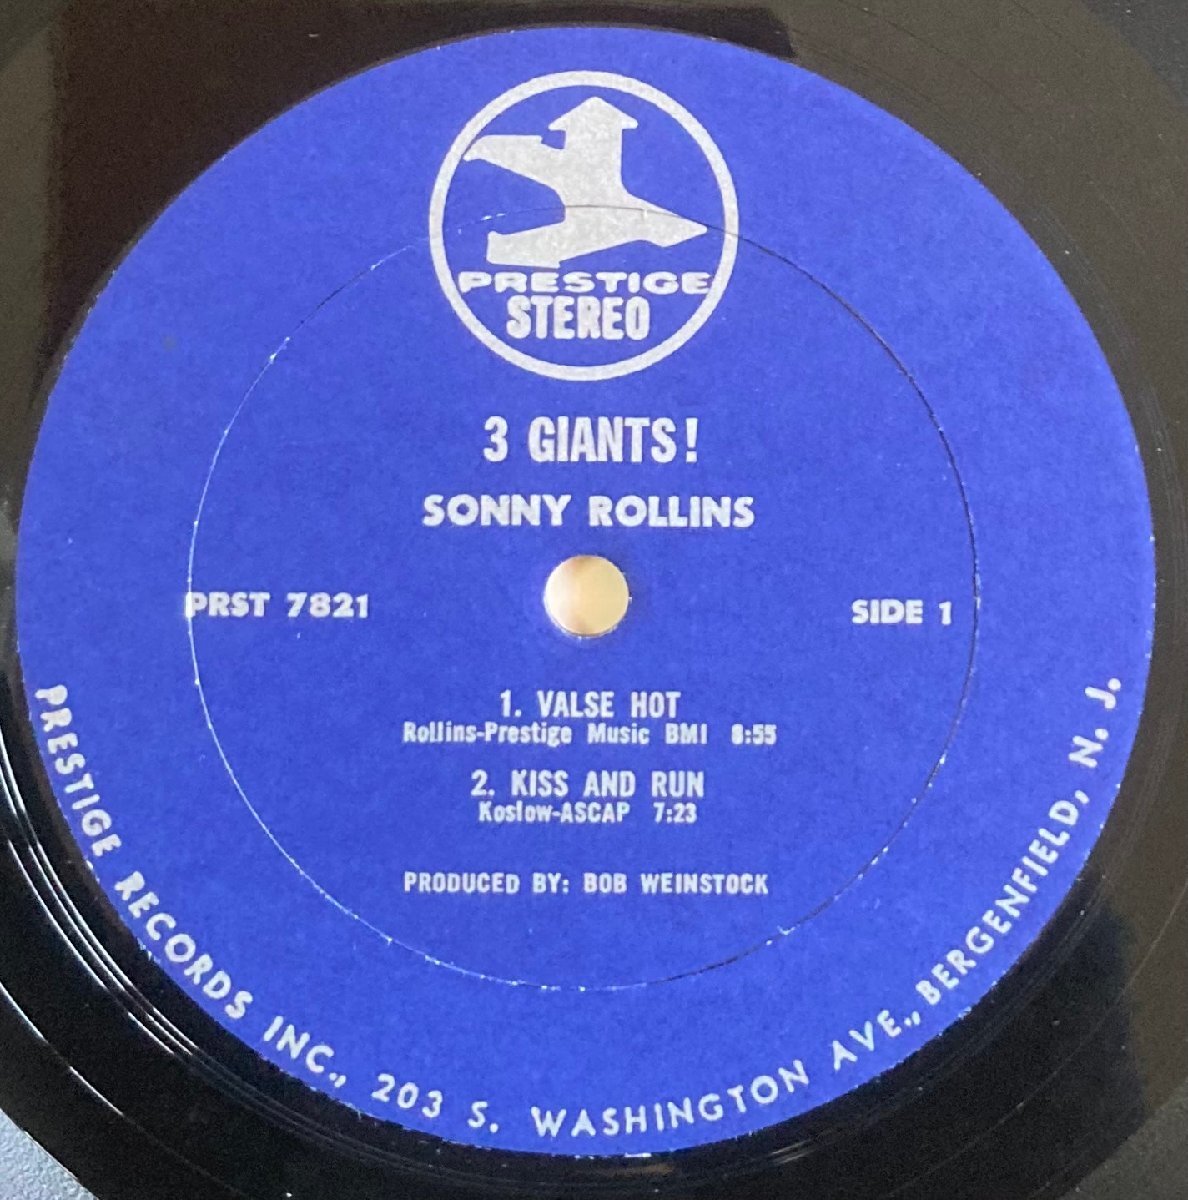 PRESTIGE
STEREO
3 GIANTS!
SONNY ROLLINS
PRST 7821
SIDE 1
1. VALSE HOT
Rollins-Prestige Music BMI 8:55
2. KISS AND RUN
Koslow-ASCAP 7:23
PRODUCED BY: BOB WEINSTOCK
PRESTIGE RECORDS INC., 203 S. WASHINGTON AVE., BERGENFIELD, N. J.